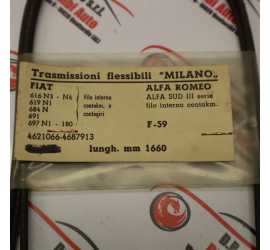 Trasmissioni flessibili "MILANO"
FIAT
ALFA ROMEO
616 N3 - N4
619 N1
684 N
691
697 N1 - 180
filo interno
contakm. o
contagiri
ALFA SUD III serie
filo interno contakm.
F-59
4621066-4687913
lungh. mm 1660